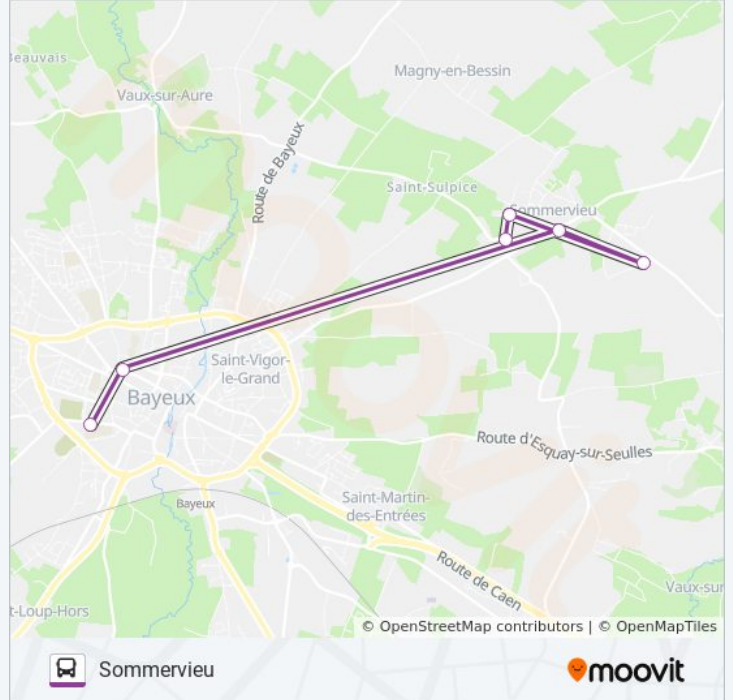 Beauvais
Magny-en-Bessin
Vaux-sur-Aure
Route de Bayeux
Saint-Sulpice
Sommervieu
Saint-Vigor-
le-Grand
Bayeux
Route d'Esquay-sur-Seulles
Saint-Martin-
des-Entrées
Bayeux
Route de Caen
Vaux-sur
t-Loup-Hors
© OpenStreetMap contributors | © OpenMapTiles
Sommervieu
moovit